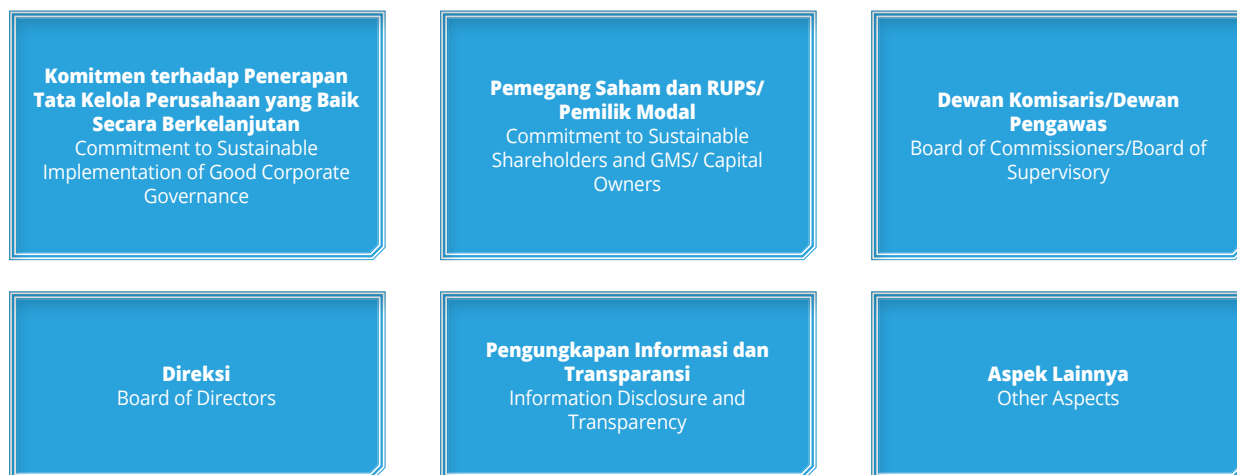 Komitmen terhadap Penerapan
Tata Kelola Perusahaan yang Baik
Secara Berkelanjutan
Commitment to Sustainable
Implementation of Good Corporate
Governance
Pemegang Saham dan RUPS/
Pemilik Modal
Commitment to Sustainable
Shareholders and GMS/ Capital
Owners
Dewan Komisaris/Dewan
Pengawas
Board of Commissioners/Board of
Supervisory
Direksi
Board of Directors
Pengungkapan Informasi dan
Transparansi
Information Disclosure and
Transparency
Aspek Lainnya
Other Aspects